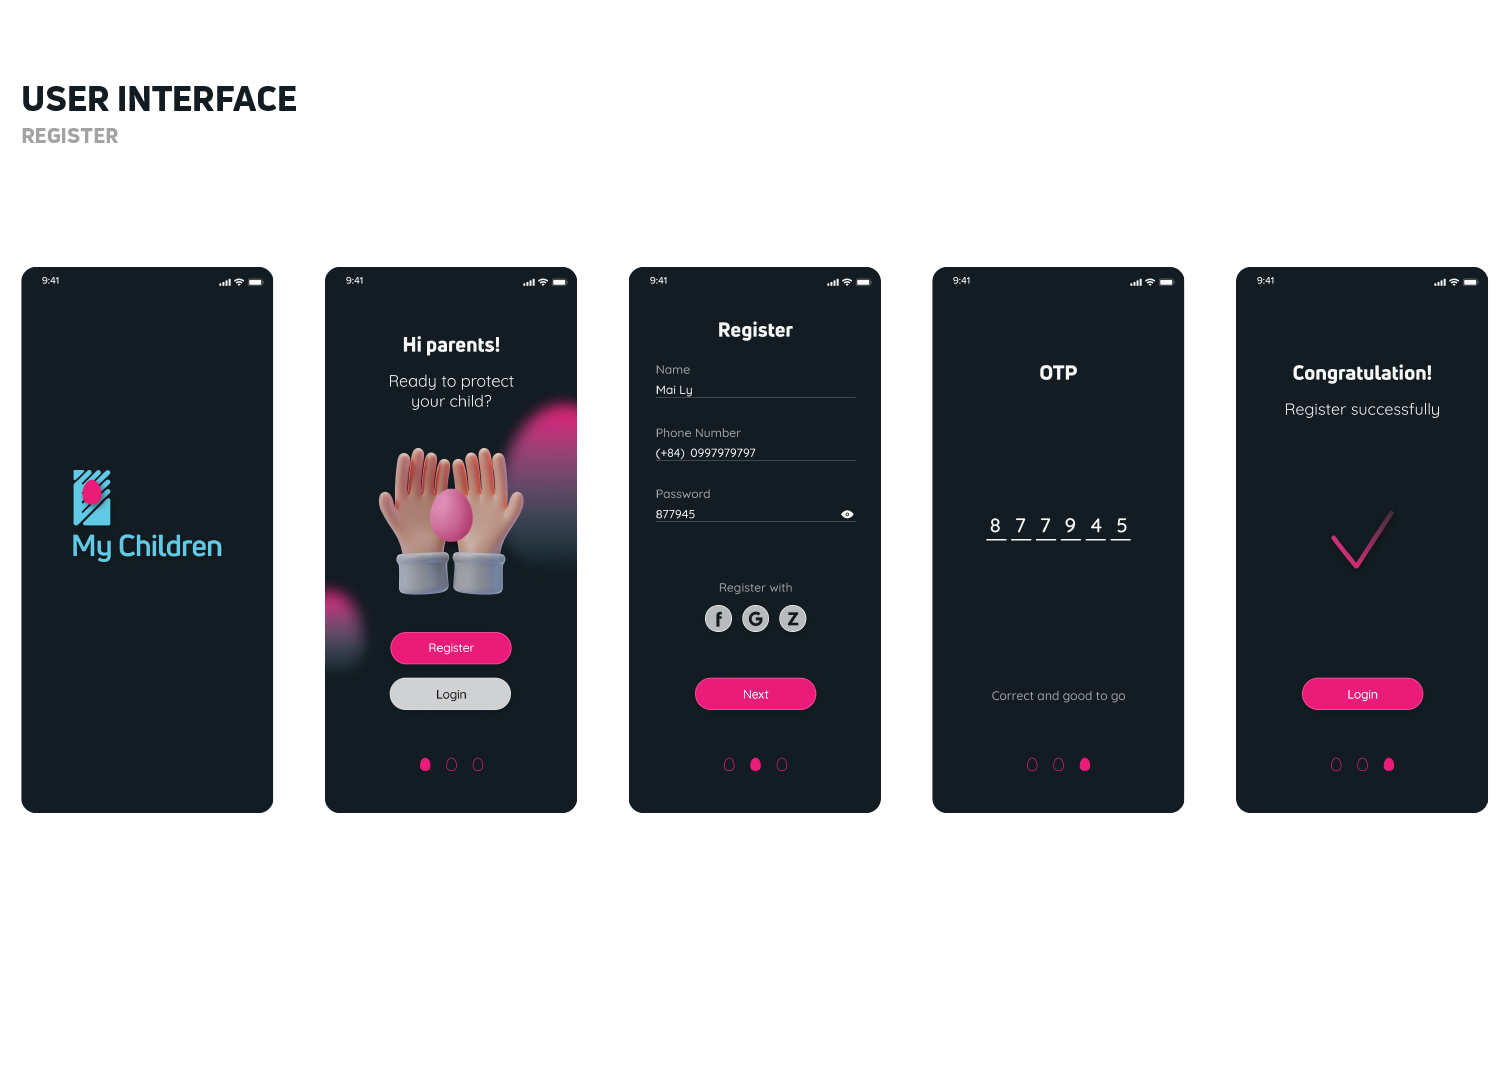 USER INTERFACE
REGISTER
9:41
My Children
9:41
Hi parents!
Ready to protect
your child?
Register
Login
9:41
Register
Name
Mai Ly
Phone Number
(+84) 0997979797
Password
877945
Register with
f G Z
Next
9:41
OTP
8 7 7 9 4 5
Correct and good to go
9:41
Congratulation!
Register successfully
Login